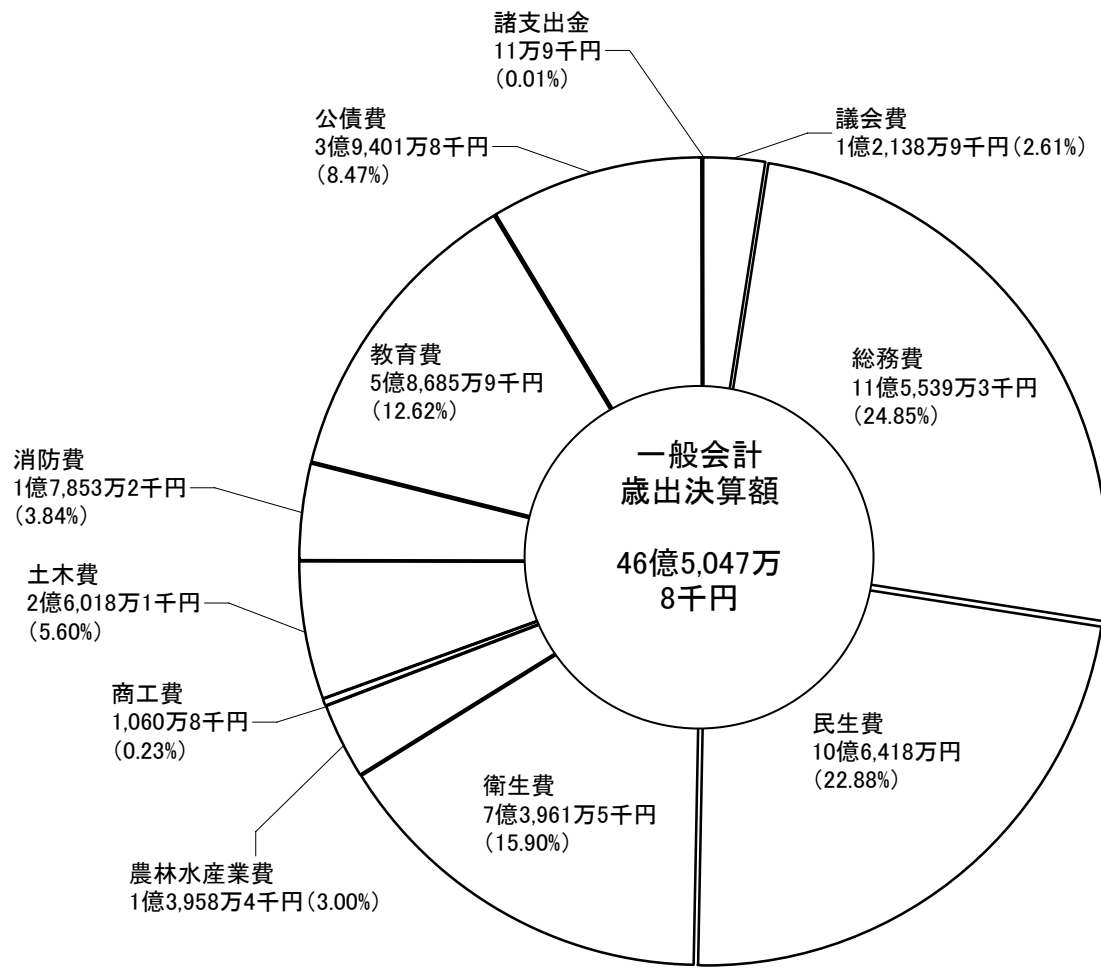 諸支出金
11万9千円
(0.01%)
議会費
1億2,138万9千円(2.61%)
公債費
3億9,401万8千円
(8.47%)
総務費
11億5,539万3千円
(24.85%)
教育費
5億8,685万9千円
(12.62%)
一般会計
歳出決算額
46億5,047万
8千円
消防費
1億7,853万2千円
(3.84%)
土木費
2億6,018万1千円
(5.60%)
商工費
1,060万8千円
(0.23%)
民生費
10億6,418万円
(22.88%)
衛生費
7億3,961万5千円
(15.90%)
農林水産業費
1億3,958万4千円(3.00%)